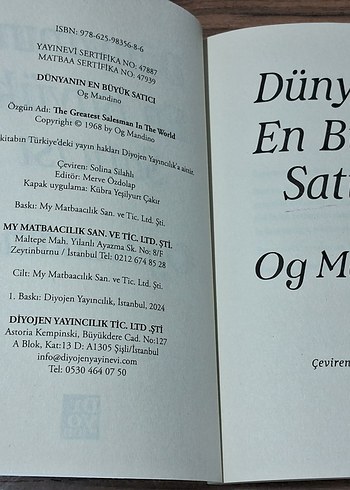 ISBN: 978-625-98356-8-6
YAYINEVİ SERTİFİKA NO: 47887
MATBAA SERTİFİKA NO: 47939
DÜNYANIN EN BÜYÜK SATICI
Og Mandino
Özgün Adı: The Greatest Salesman In The World
Copyright © 1968 by Og Mandino
kitabın Türkiye'deki yayın hakları Diyojen Yayıncılık'a aittir.
Çeviren: Solina Silahlı
Editör: Merve Özdolap
Kapak uygulama: Kübra Yeşilyurt Çakır
Baskı: My Matbaacılık San. ve Tic. Ltd. Şti.
MY MATBAACILIK SAN. VE TİC. LTD. ŞTİ.
Maltepe Mah. Yılanlı Ayazma Sk. No: 8/F
Zeytinburnu / İstanbul Tel: 0212 674 85 28
Cilt: My Matbaacılık San. ve Tic. Ltd. Şti.
1. Baskı: Diyojen Yayıncılık, İstanbul, 2024
DİYOJEN YAYINCILIK TİC. LTD .ŞTİ
Astoria Kempinski, Büyükdere Cad. No:127
A Blok, Kat:13 D: A1305 Şişli/İstanbul
info@diyojenyayinevi.com
Tel: 0530 464 07 50
Düny
En B
Satı
Og M
Çeviren